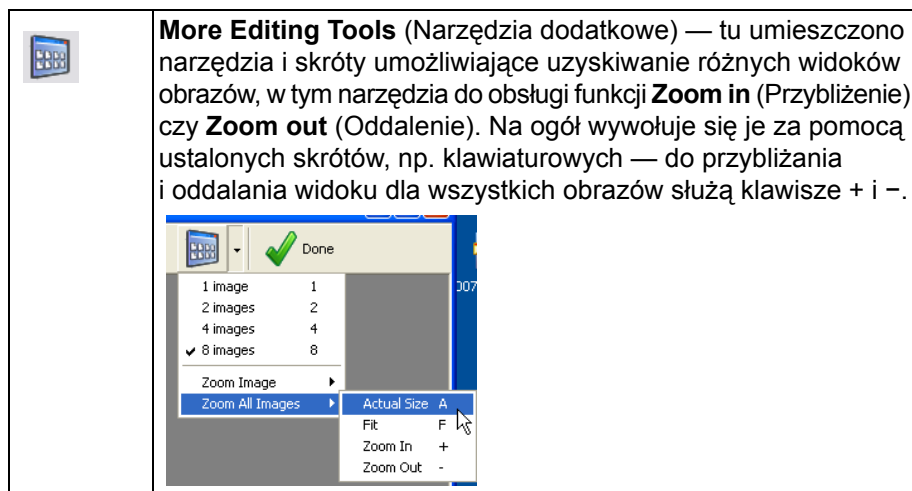 More Editing Tools (Narzędzia dodatkowe) — tu umieszczono
narzędzia i skróty umożliwiające uzyskiwanie różnych widoków
obrazów, w tym narzędzia do obsługi funkcji Zoom in (Przybliżenie)
czy Zoom out (Oddalenie). Na ogół wywołuje się je za pomocą
ustalonych skrótów, np. klawiaturowych — do przybliżania
i oddalania widoku dla wszystkich obrazów służą klawisze + i −.
Done
007
1 image 1
2 images 2
4 images 4
8 images 8
Zoom Image
Zoom All Images
Actual Size A
Fit F
Zoom In +
Zoom Out -